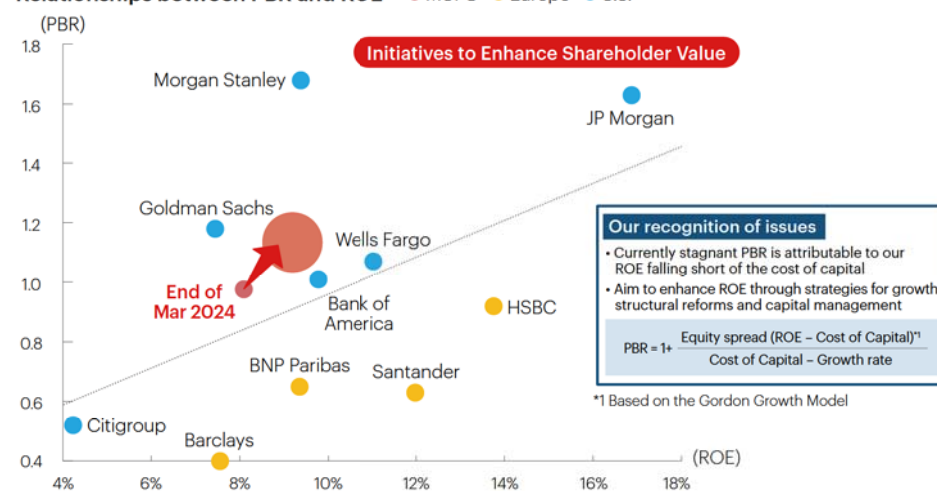 (PBR)
Initiatives to Enhance Shareholder Value
1.8
1.6
1.4
1.2
1.0
0.8
0.6
0.4
Morgan Stanley
JP Morgan
Goldman Sachs
Wells Fargo
End of
Mar 2024
Bank of
America
HSBC
BNP Paribas
Santander
Citigroup
Barclays
4%
6%
8%
10%
12%
14%
16%
18%
(ROE)
Our recognition of issues
• Currently stagnant PBR is attributable to our
ROE falling short of the cost of capital
• Aim to enhance ROE through strategies for growth
structural reforms and capital management
PBR = 1+
Equity spread (ROE – Cost of Capital)*1
Cost of Capital – Growth rate
*1 Based on the Gordon Growth Model